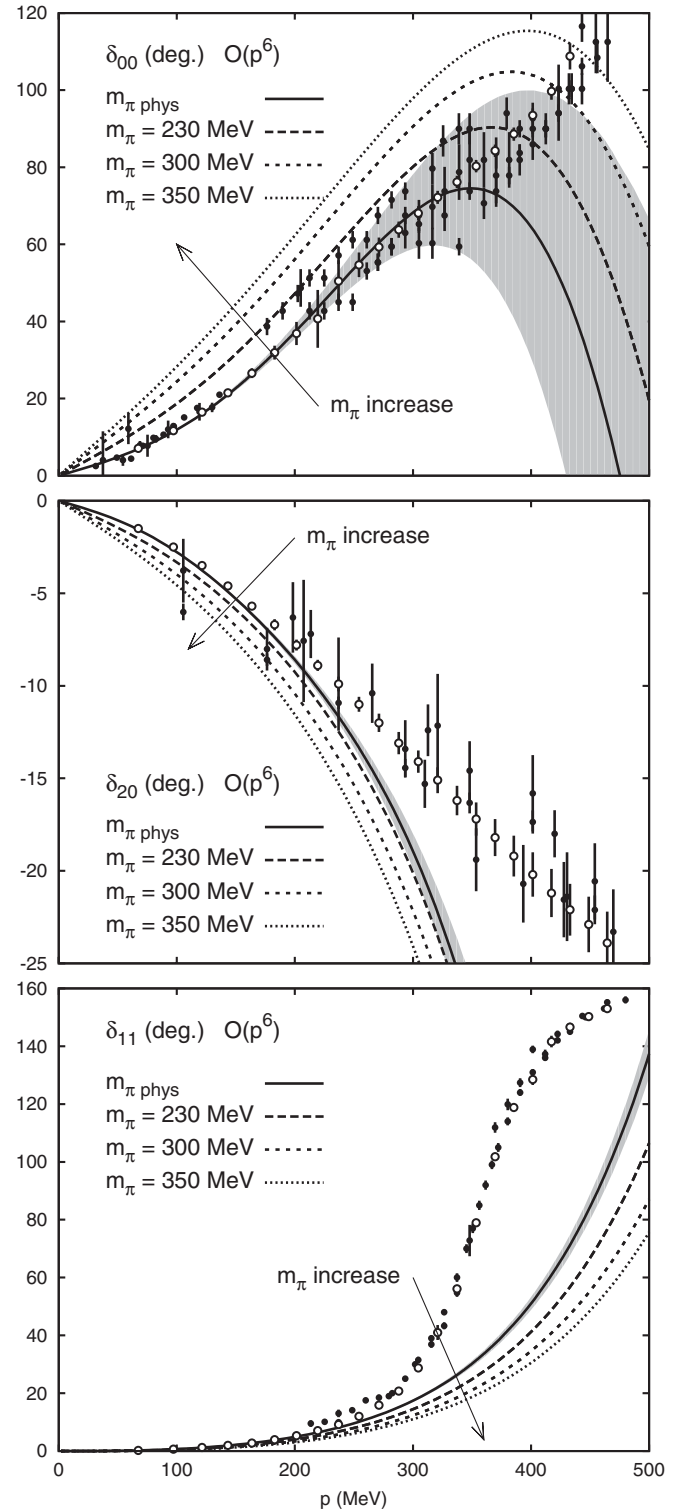 120
100
80
60
40
20
0
δ00 (deg.) O(p⁶)
mπ phys
mπ = 230 MeV
mπ = 300 MeV
mπ = 350 MeV
mπ increase
0
-5
-10
-15
-20
-25
mπ increase
δ20 (deg.) O(p⁶)
mπ phys
mπ = 230 MeV
mπ = 300 MeV
mπ = 350 MeV
160
140
120
100
80
60
40
20
0
δ11 (deg.) O(p⁶)
mπ phys
mπ = 230 MeV
mπ = 300 MeV
mπ = 350 MeV
mπ increase
0 100 200 300 400 500
p (MeV)